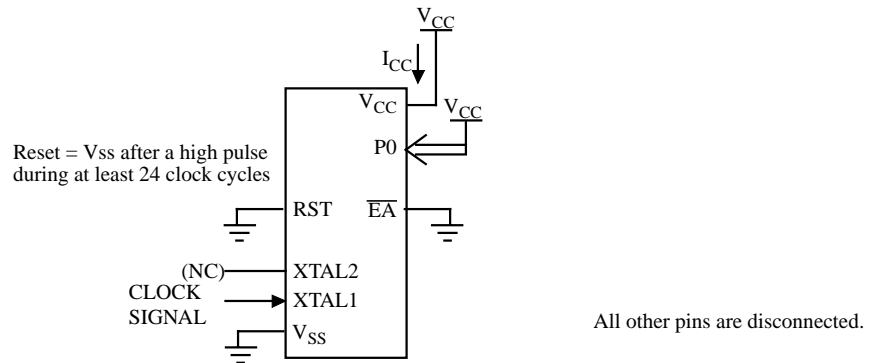 VCC
ICC
VCC
VCC
P0
Reset = Vss after a high pulse
during at least 24 clock cycles
RST
EA
(NC)
XTAL2
CLOCK
SIGNAL
XTAL1
VSS
All other pins are disconnected.